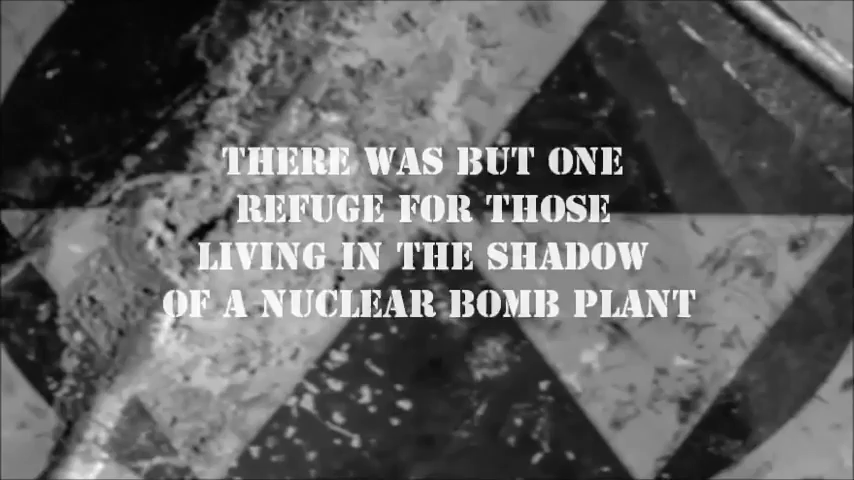 THERE WAS BUT ONE
REFUGE FOR THOSE
LIVING IN THE SHADOW
OF A NUCLEAR BOMB PLANT